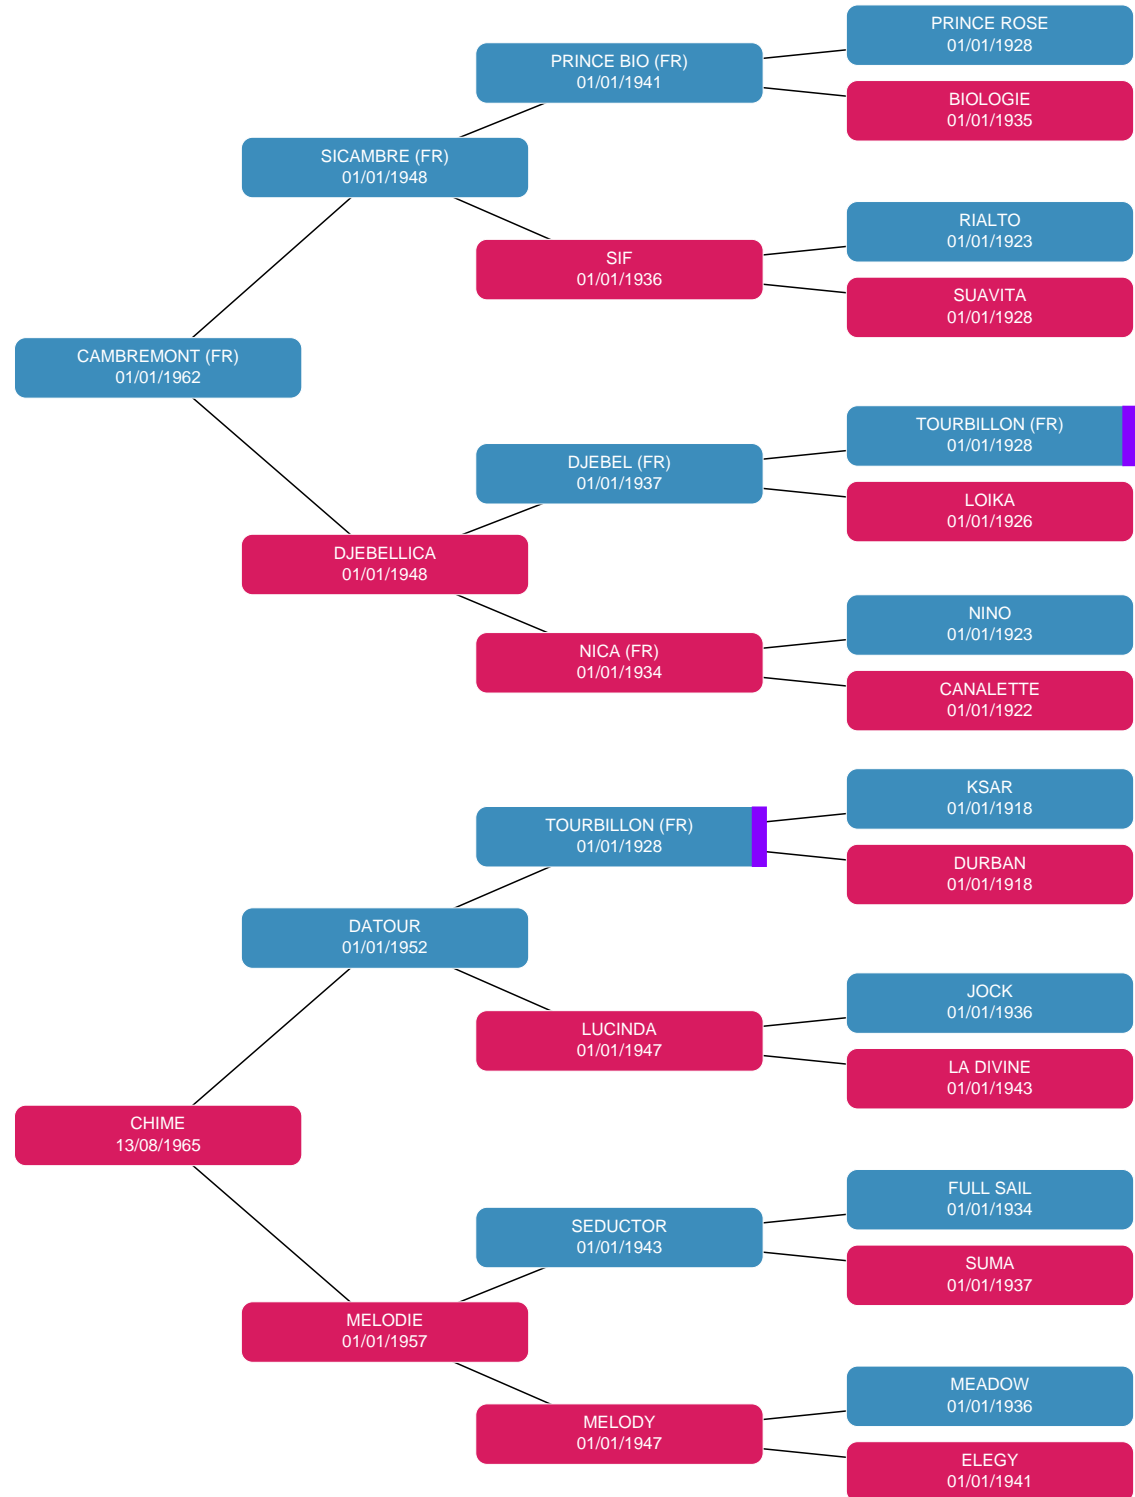 PRINCE ROSE
01/01/1928
PRINCE BIO (FR)
01/01/1941
BIOLOGIE
01/01/1935
SICAMBRE (FR)
01/01/1948
RIALTO
01/01/1923
SIF
01/01/1936
SUAVITA
01/01/1928
CAMBREMONT (FR)
01/01/1962
TOURBILLON (FR)
01/01/1928
DJEBEL (FR)
01/01/1937
LOIKA
01/01/1926
DJEBELLICA
01/01/1948
NINO
01/01/1923
NICA (FR)
01/01/1934
CANALETTE
01/01/1922
KSAR
01/01/1918
TOURBILLON (FR)
01/01/1928
DURBAN
01/01/1918
DATOUR
01/01/1952
JOCK
01/01/1936
LUCINDA
01/01/1947
LA DIVINE
01/01/1943
CHIME
13/08/1965
FULL SAIL
01/01/1934
SEDUCTOR
01/01/1943
SUMA
01/01/1937
MELODIE
01/01/1957
MEADOW
01/01/1936
MELODY
01/01/1947
ELEGY
01/01/1941